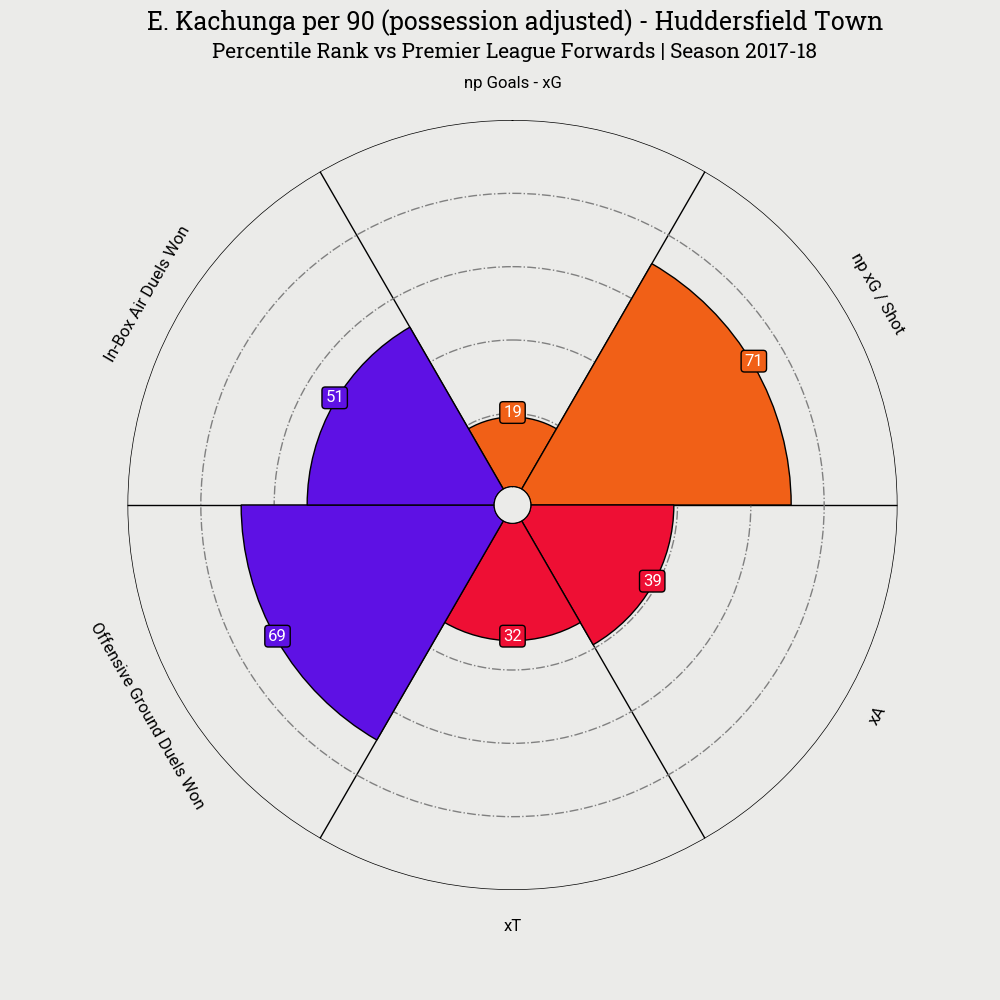 E. Kachunga per 90 (possession adjusted) - Huddersfield Town
Percentile Rank vs Premier League Forwards | Season 2017-18
np Goals - xG
np xG / Shot
In-Box Air Duels Won
71
51
19
39
69
32
Offensive Ground Duels Won
xA
xT